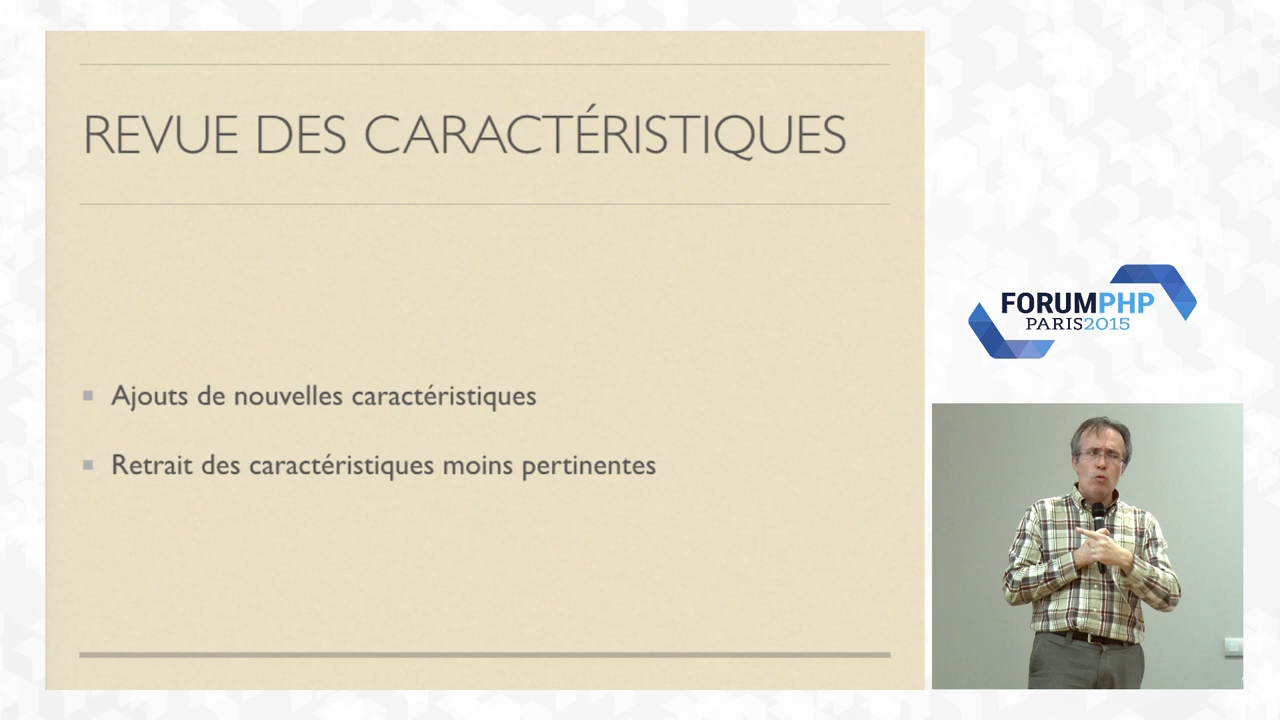 REVUE DES CARACTÉRISTIQUES
Ajouts de nouvelles caractéristiques
Retrait des caractéristiques moins pertinentes
FORUMPHP
PARIS2015